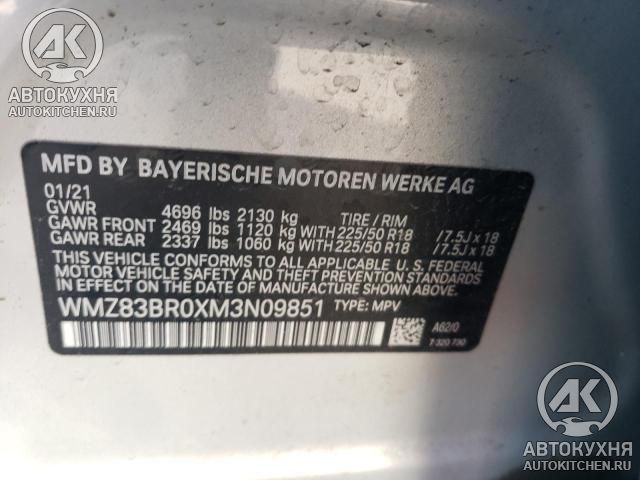 AK
АВТОКУХНЯ
AUTOKITCHEN.RU
MFD BY BAYERISCHE MOTOREN WERKE AG
01/21
GVWR 4696 lbs 2130 kg TIRE / RIM
GAWR FRONT 2469 lbs 1120 kg WITH 225/50 R18 /7.5J x 18
GAWR REAR 2337 lbs 1060 kg WITH 225/50 R18 /7.5J x 18
THIS VEHICLE CONFORMS TO ALL APPLICABLE U.S. FEDERAL
MOTOR VEHICLE SAFETY, BUMPER, AND THEFT PREVENTION STANDARDS
IN EFFECT ON THE DATE OF MANUFACTURE SHOWN ABOVE.
WMZ83BR0XM3N09851 TYPE: MPV
A62/0
7 320 730
AK
АВТОКУХНЯ
AUTOKITCHEN.RU